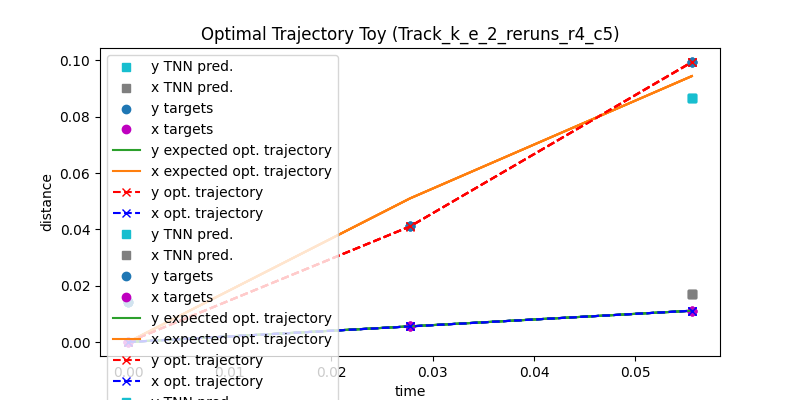 Optimal Trajectory Toy (Track_k_e_2_reruns_r4_c5)
distance
0.10
0.08
0.06
0.04
0.02
0.00
y TNN pred.
x TNN pred.
y targets
x targets
y expected opt. trajectory
x expected opt. trajectory
y opt. trajectory
x opt. trajectory
y TNN pred.
x TNN pred.
y targets
x targets
y expected opt. trajectory
x expected opt. trajectory
y opt. trajectory
x opt. trajectory
0.00 0.01 0.02 0.03 0.04 0.05
time